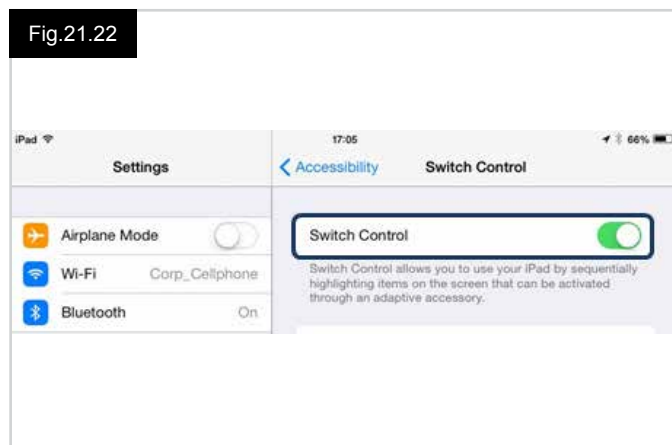 Fig.21.22
iPad 17:05 66%
Settings
Accessibility Switch Control
Airplane Mode
Wi-Fi Corp_Cellphone
Bluetooth On
Switch Control
Switch Control allows you to use your iPad by sequentially
highlighting items on the screen that can be activated
through an adaptive accessory.